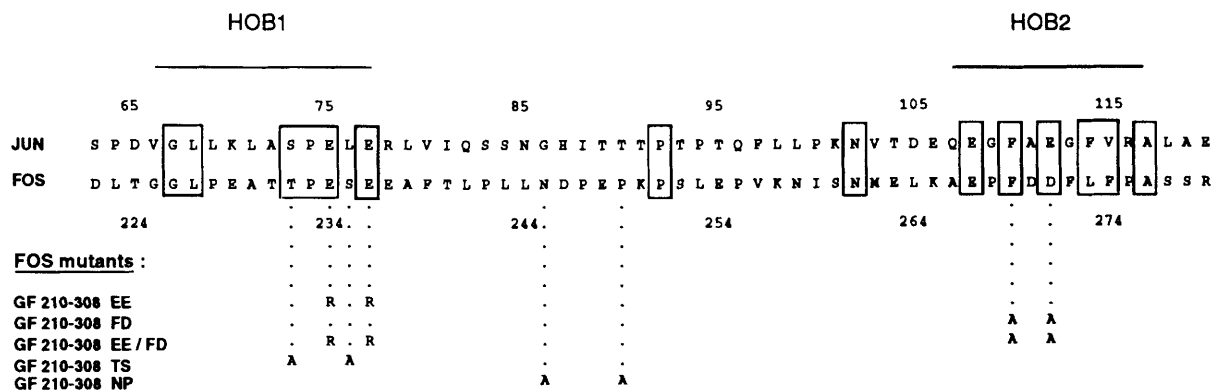 HOB1 HOB2
65 75 85 95 105 115
JUN S P D V G L L K L A S P E L E R L V I Q S S N G H I T T T P T P T Q F L L P K N V T D E Q E G F A E G F V R A L A E
FOS D L T G G L P E A T T P E S E E A F T L P L L N D P E P K P S L E P V K N I S N M E L K A E P F D D F L F P A S S R
224 234 244 254 264 274
FOS mutants :
GF 210-308 EE R R
GF 210-308 FD A A
GF 210-308 EE / FD R R A A
GF 210-308 TS A A
GF 210-308 NP A A